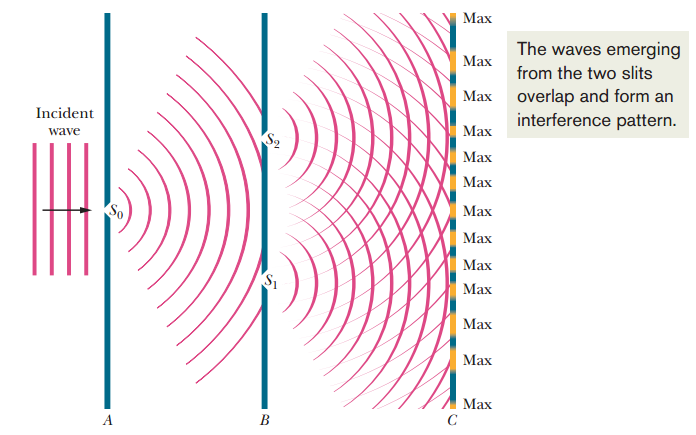 Max
The waves emerging
from the two slits
overlap and form an
interference pattern.
Max
Max
Incident
wave
Max
S2
Max
Max
S0
Max
Max
Max
S1
Max
Max
Max
Max
A
B
C